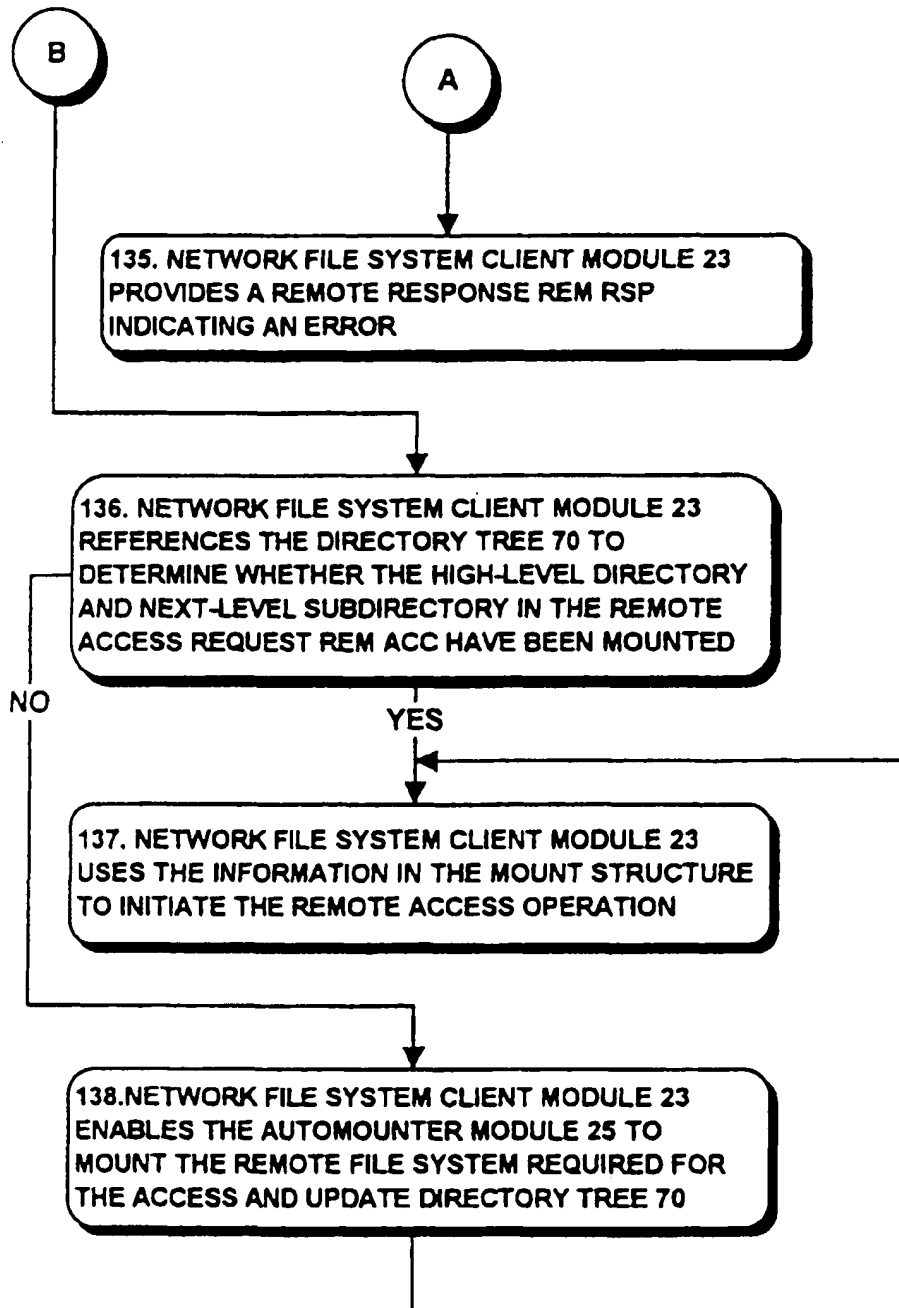 B
A
135. NETWORK FILE SYSTEM CLIENT MODULE 23
PROVIDES A REMOTE RESPONSE REM RSP
INDICATING AN ERROR
136. NETWORK FILE SYSTEM CLIENT MODULE 23
REFERENCES THE DIRECTORY TREE 70 TO
DETERMINE WHETHER THE HIGH-LEVEL DIRECTORY
AND NEXT-LEVEL SUBDIRECTORY IN THE REMOTE
ACCESS REQUEST REM ACC HAVE BEEN MOUNTED
NO
YES
137. NETWORK FILE SYSTEM CLIENT MODULE 23
USES THE INFORMATION IN THE MOUNT STRUCTURE
TO INITIATE THE REMOTE ACCESS OPERATION
138.NETWORK FILE SYSTEM CLIENT MODULE 23
ENABLES THE AUTOMOUNTER MODULE 25 TO
MOUNT THE REMOTE FILE SYSTEM REQUIRED FOR
THE ACCESS AND UPDATE DIRECTORY TREE 70